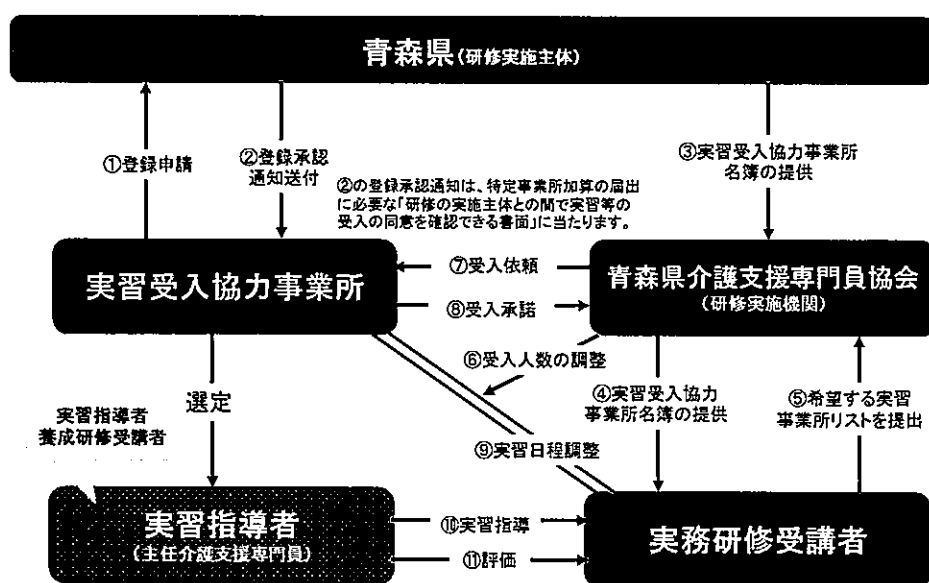 青森県(研修実施主体)
①登録申請
②登録承認
通知送付
③実習受入協力事業所
名簿の提供
②の登録承認通知は、特定事業所加算の届出
に必要な「研修の実施主体との間で実習等の
受入の同意を確認できる書面」に当たります。
実習受入協力事業所
⑦受入依頼
⑧受入承諾
青森県介護支援専門員協会
(研修実施機関)
⑥受入人数の調整
選定
実習指導者
養成研修受講者
④実習受入協力
事業所名簿の提供
⑤希望する実習
事業所リストを提出
⑨実習日程調整
実習指導者
(主任介護支援専門員)
⑩実習指導
⑪評価
実務研修受講者